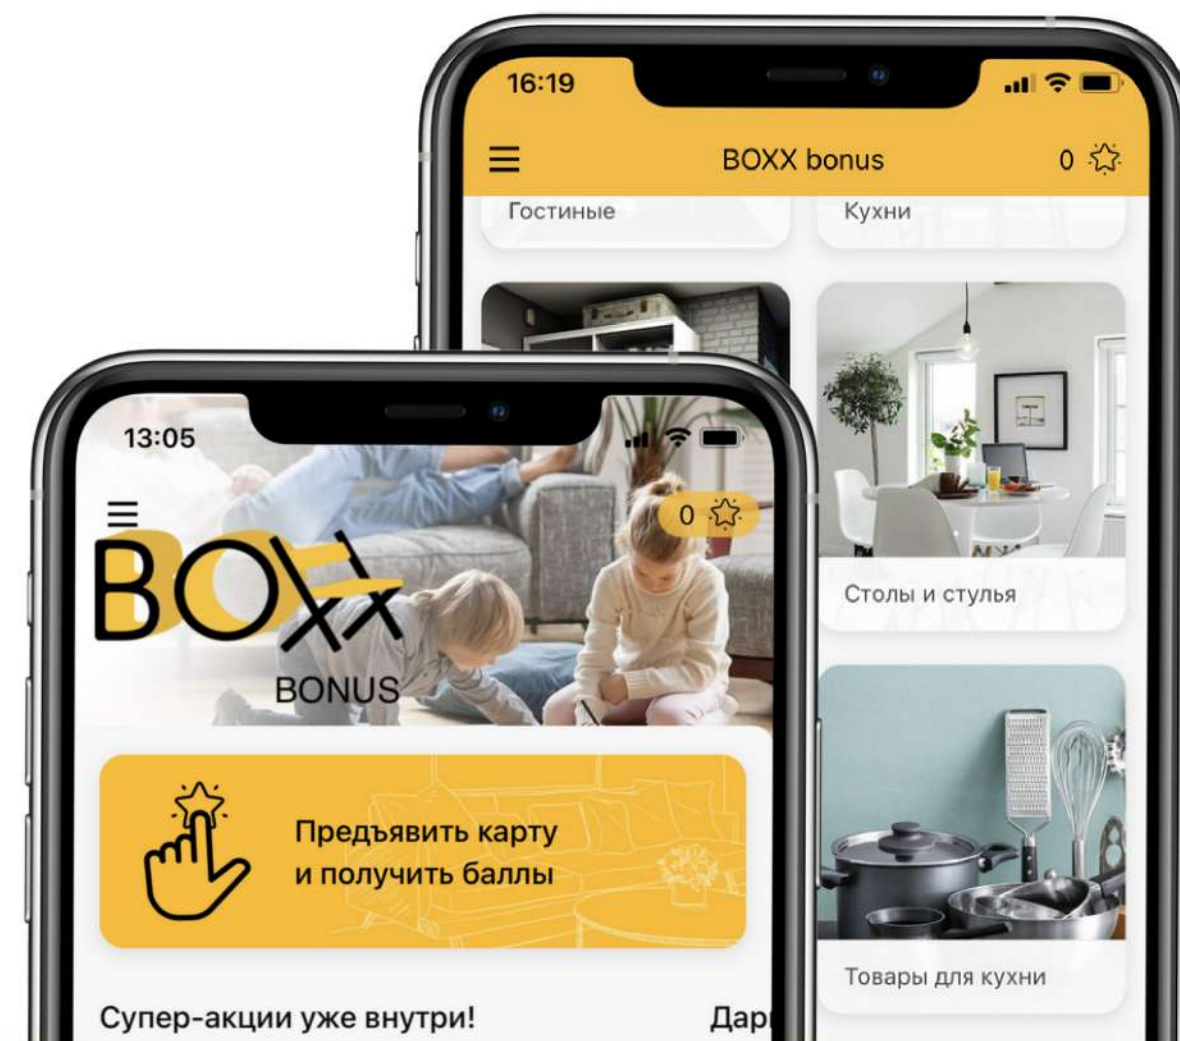 16:19
BOXX bonus
0
Гостиные
Кухни
Столы и стулья
Товары для кухни
13:05
0
BOXX
BONUS
Предъявить карту
и получить баллы
Супер-акции уже внутри!